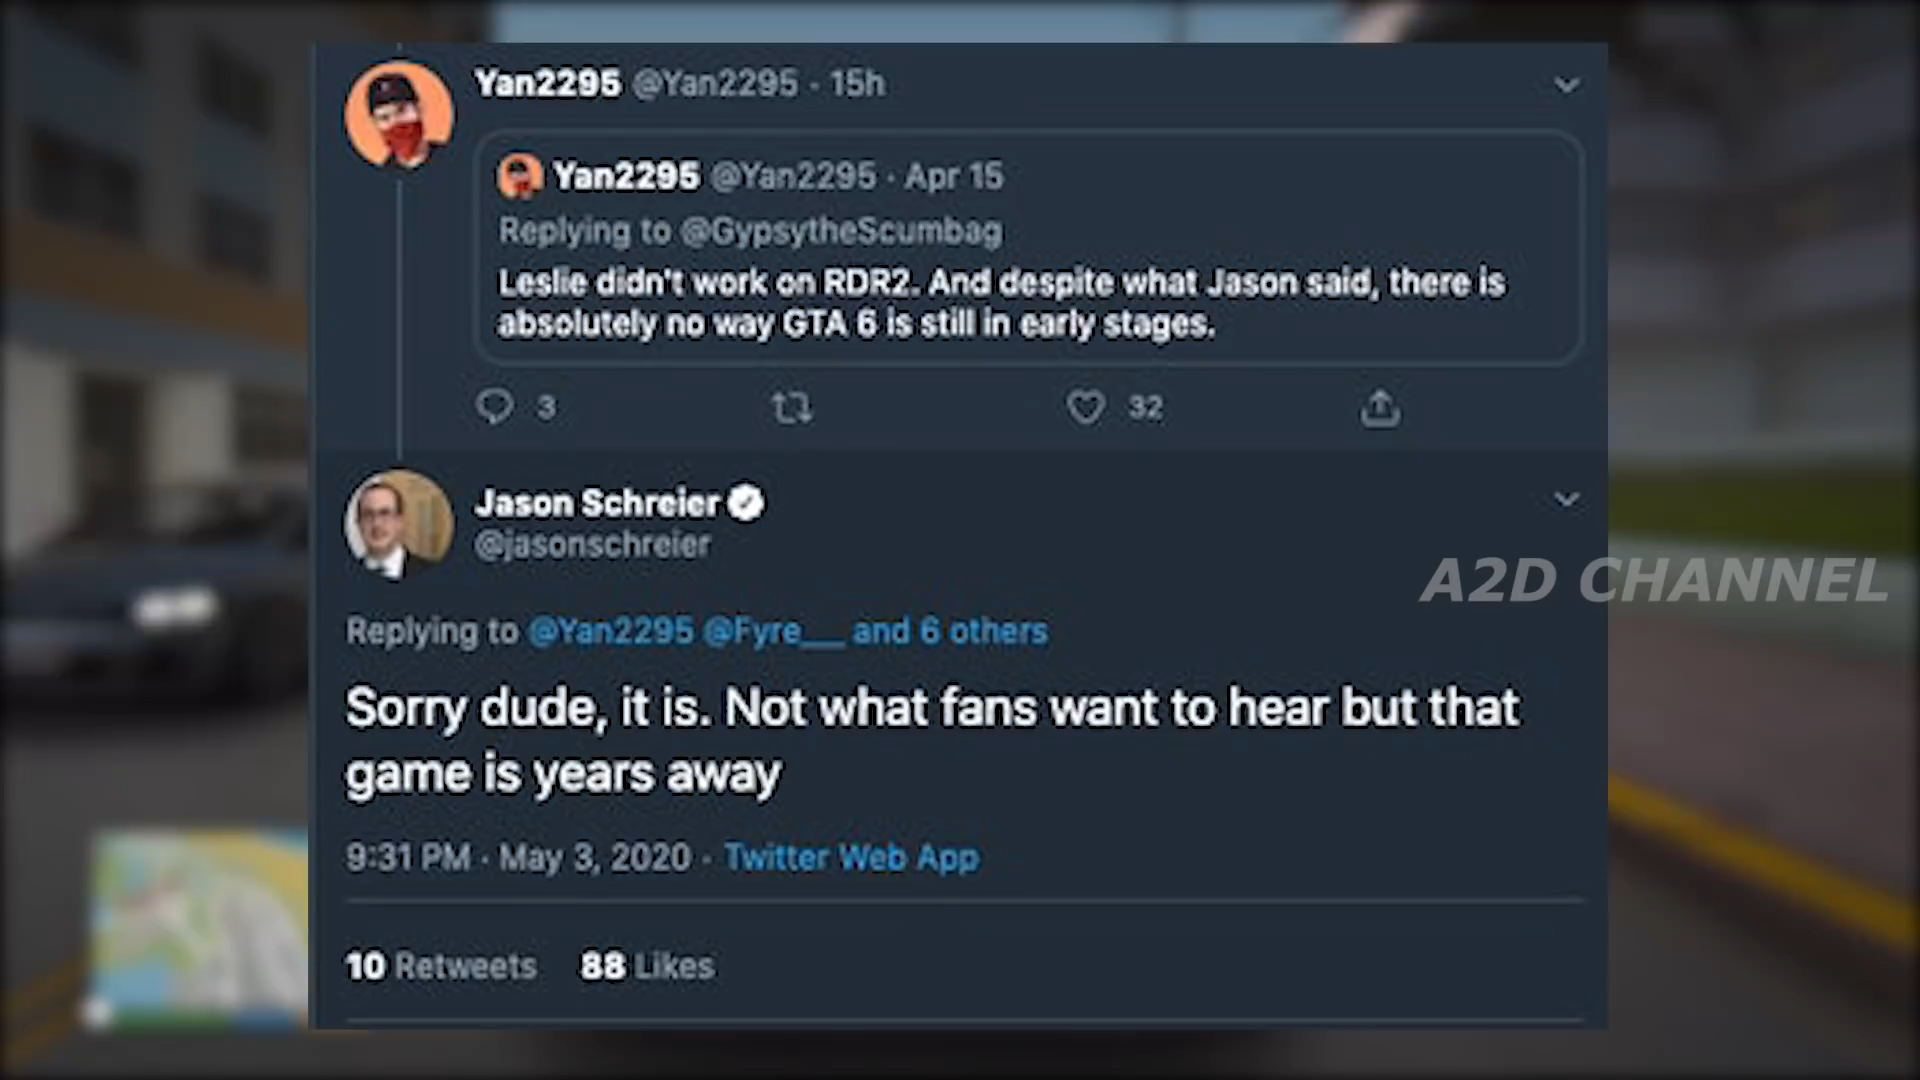 Yan2295 @Yan2295 · 15h
Yan2295 @Yan2295 · Apr 15
Replying to @GypsytheScumbag
Leslie didn't work on RDR2. And despite what Jason said, there is
absolutely no way GTA 6 is still in early stages.
3 32
Jason Schreier
@jasonschreier
A2D CHANNEL
Replying to @Yan2295 @Fyre__ and 6 others
Sorry dude, it is. Not what fans want to hear but that
game is years away
9:31 PM · May 3, 2020 · Twitter Web App
10 Retweets 88 Likes